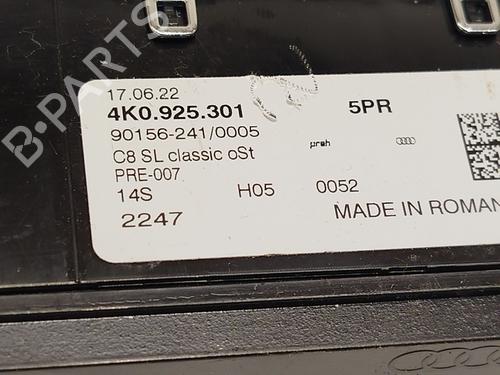 17.06.22
4K0.925.301 5PR
90156-241/0005
C8 SL classic oSt preh
PRE-007
14S H05 0052
2247 MADE IN ROMAN
B-PARTS